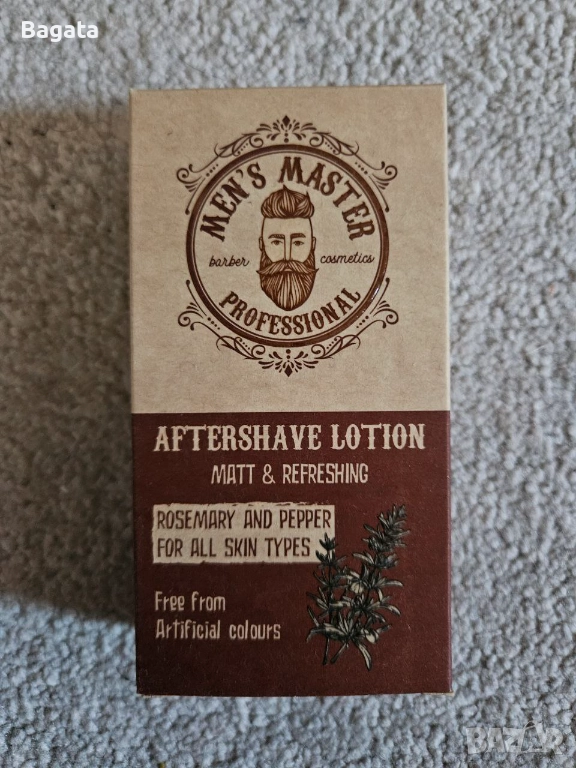 Bagata
MEN'S MASTER
barber cosmetics
PROFESSIONAL
AFTERSHAVE LOTION
MATT & REFRESHING
ROSEMARY AND PEPPER
FOR ALL SKIN TYPES
Free from
Artificial colours
BAZAR